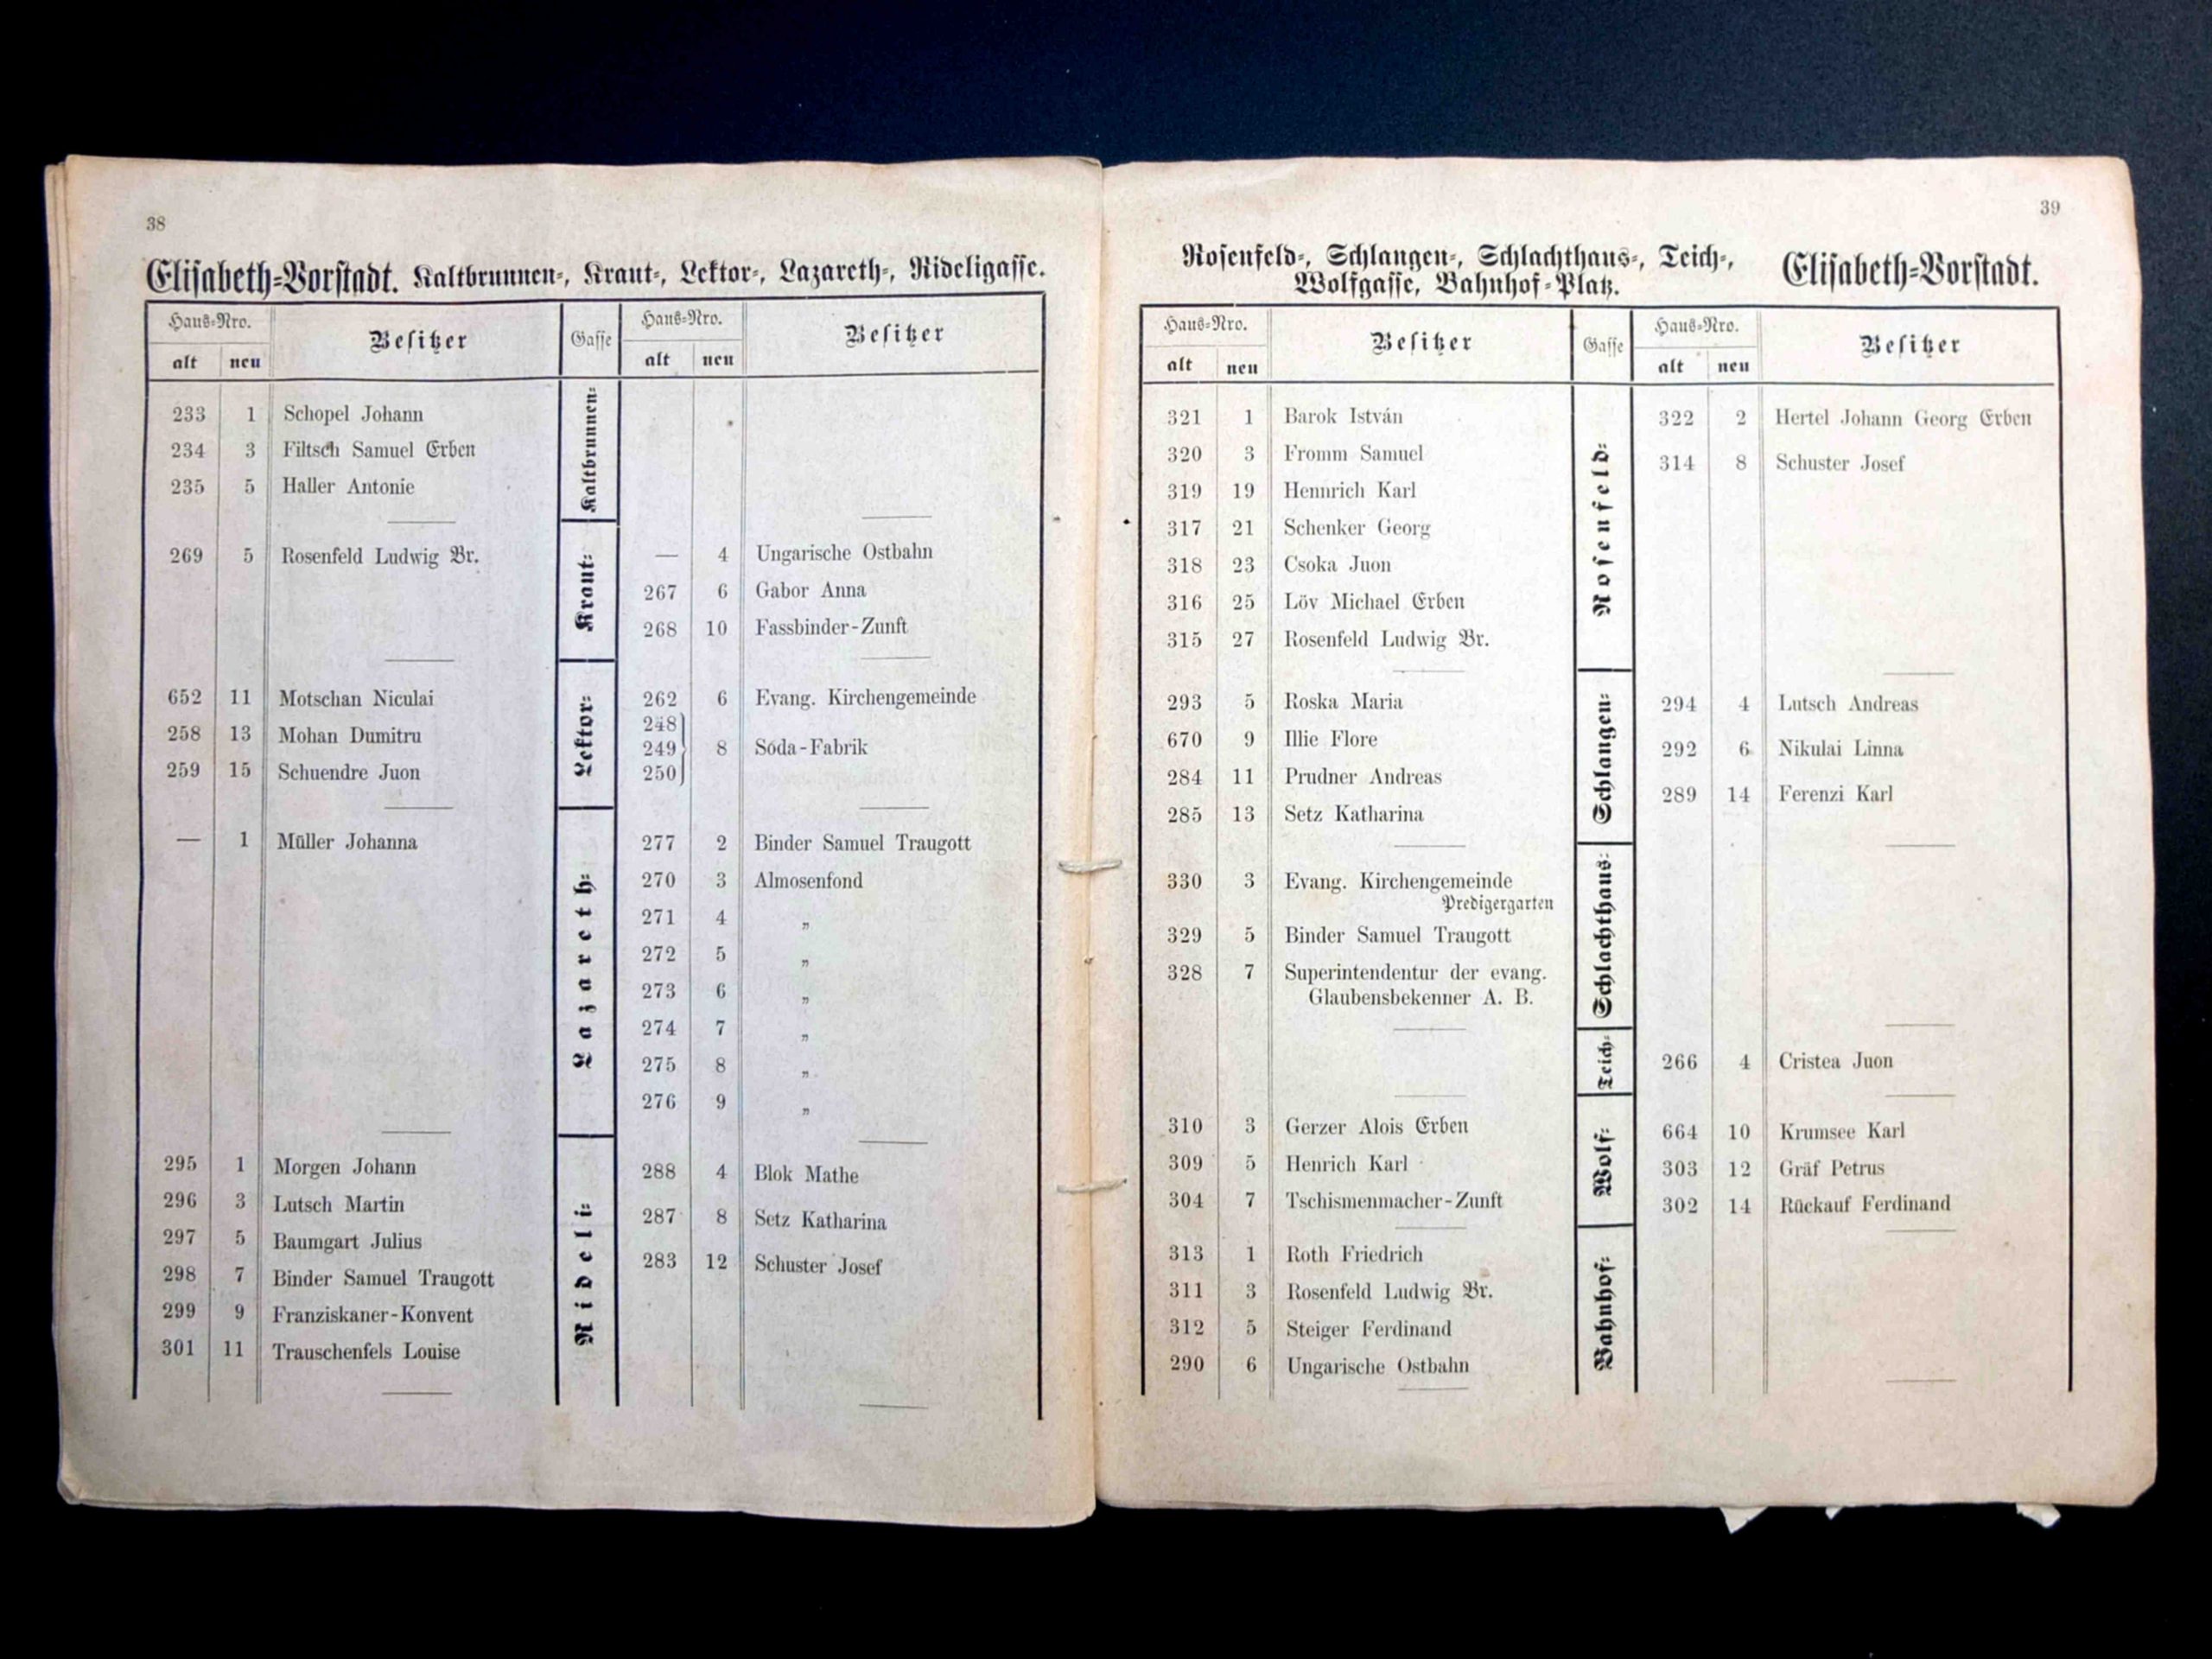 38
Elisabeth-Vorstadt. Kaltbrunnen-, Kraut-, Lektor-, Lazareth-, Rideligasse.
Haus-Nro. Besitzer Gasse Haus-Nro. Besitzer
alt neu alt neu
Kaltbrunnen-
233 1 Schopel Johann
234 3 Filtsch Samuel Erben
235 5 Haller Antonie
Kraut-
269 5 Rosenfeld Ludwig Br.
— 4 Ungarische Ostbahn
267 6 Gabor Anna
268 10 Fassbinder-Zunft
Lektor-
652 11 Motschan Niculai
258 13 Mohan Dumitru
259 15 Schuendre Juon
262 6 Evang. Kirchengemeinde
248
249 8 Soda-Fabrik
250
Lazareth-
— 1 Müller Johanna
277 2 Binder Samuel Traugott
270 3 Almosenfond
271 4 „
272 5 „
273 6 „
274 7 „
275 8 „
276 9 „
Rideli-
295 1 Morgen Johann
296 3 Lutsch Martin
297 5 Baumgart Julius
298 7 Binder Samuel Traugott
299 9 Franziskaner-Konvent
301 11 Trauschenfels Louise
288 4 Blok Mathe
287 8 Setz Katharina
283 12 Schuster Josef
39
Rosenfeld-, Schlangen-, Schlachthaus-, Teich-,
Wolfgasse, Bahnhof-Platz.
Elisabeth-Vorstadt.
Haus-Nro. Besitzer Gasse Haus-Nro. Besitzer
alt neu alt neu
Rosenfeld-
321 1 Barok István
320 3 Fromm Samuel
319 19 Hennrich Karl
317 21 Schenker Georg
318 23 Csoka Juon
316 25 Löv Michael Erben
315 27 Rosenfeld Ludwig Br.
322 2 Hertel Johann Georg Erben
314 8 Schuster Josef
Schlangen-
293 5 Roska Maria
670 9 Illie Flore
284 11 Prudner Andreas
285 13 Setz Katharina
294 4 Lutsch Andreas
292 6 Nikulai Linna
289 14 Ferenzi Karl
Schlachthaus-
330 3 Evang. Kirchengemeinde
Predigergarten
329 5 Binder Samuel Traugott
328 7 Superintendentur der evang.
Glaubensbekenner A. B.
Teich-
266 4 Cristea Juon
Wolf-
310 3 Gerzer Alois Erben
309 5 Henrich Karl
304 7 Tschismenmacher-Zunft
664 10 Krumsee Karl
303 12 Gräf Petrus
302 14 Rückauf Ferdinand
Bahnhof-
313 1 Roth Friedrich
311 3 Rosenfeld Ludwig Br.
312 5 Steiger Ferdinand
290 6 Ungarische Ostbahn